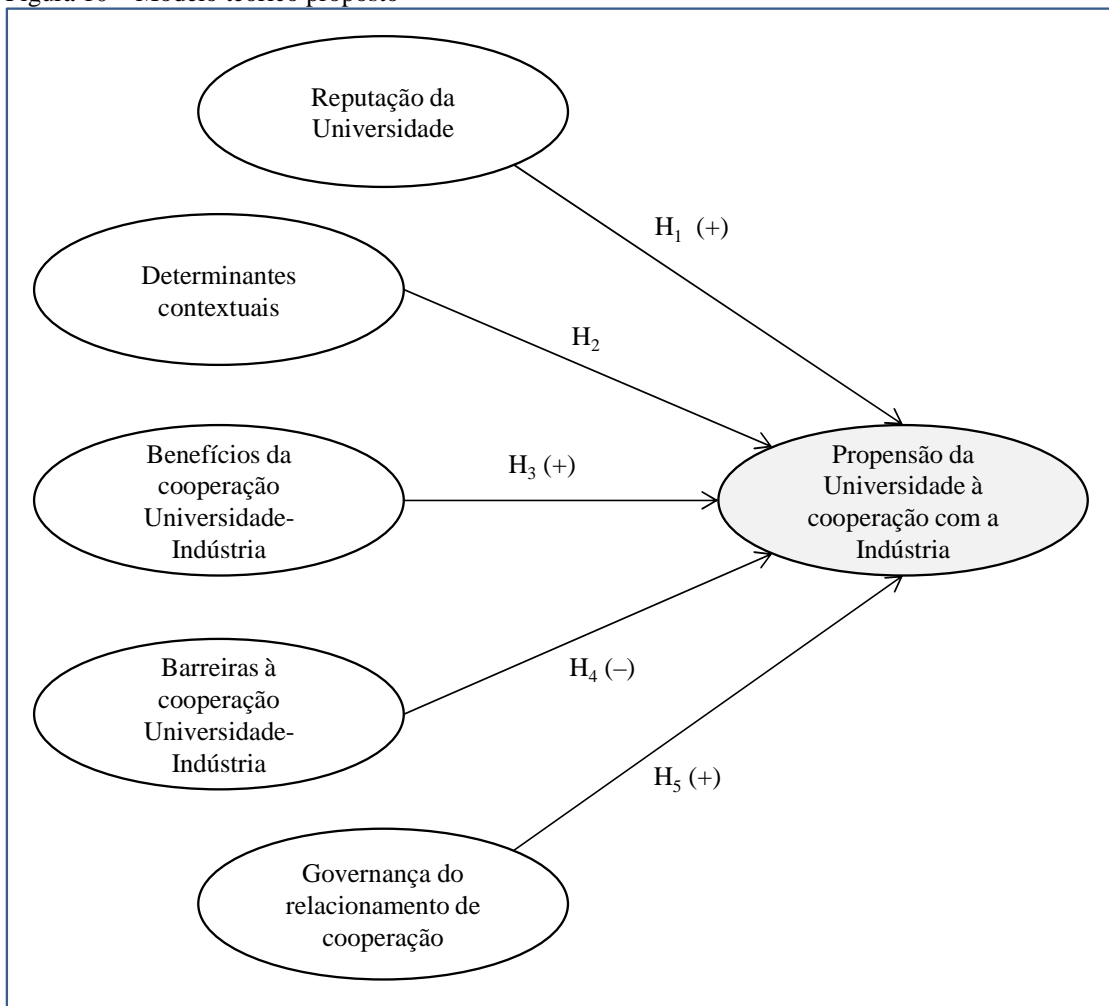 Figura 10 – Modelo teórico proposto
Reputação da
Universidade
H₁ (+)
Determinantes
contextuais
H₂
Benefícios da
cooperação
Universidade-
Indústria
H₃ (+)
Propensão da
Universidade à
cooperação com a
Indústria
Barreiras à
cooperação
Universidade-
Indústria
H₄ (–)
H₅ (+)
Governança do
relacionamento de
cooperação